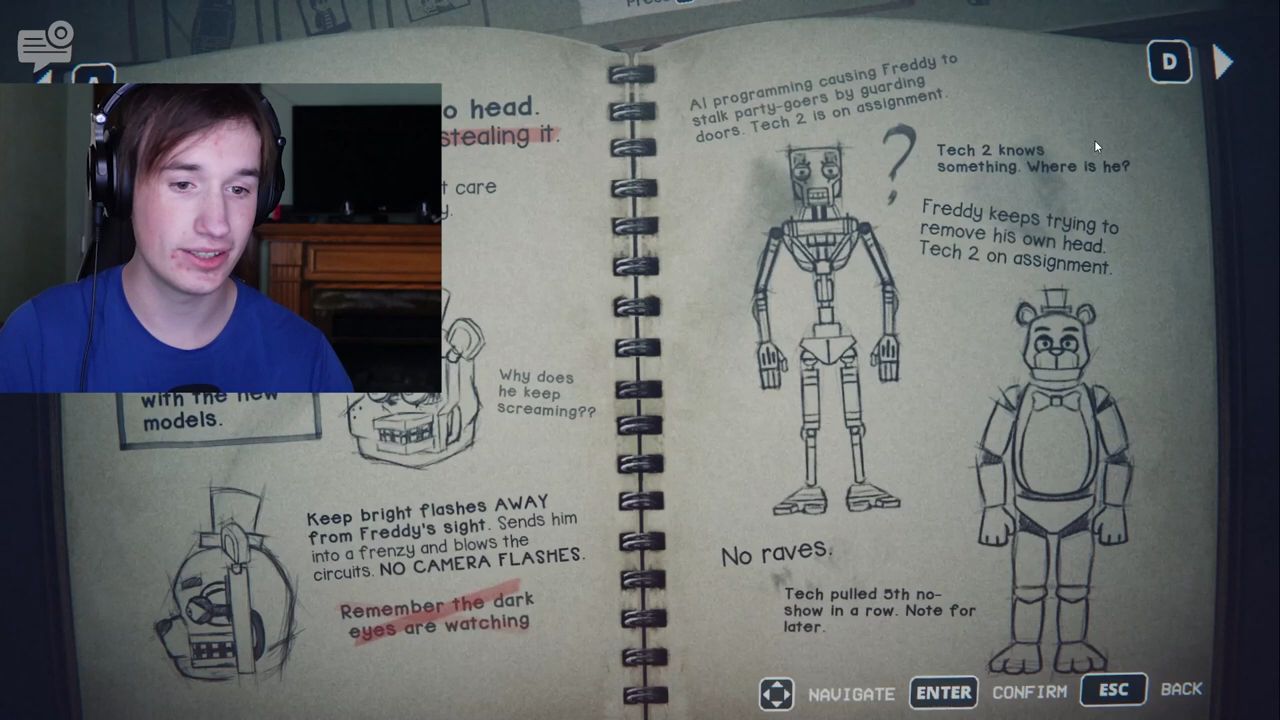 D
o head.
stealing it.
t care
y.
with the new
models.
Why does
he keep
screaming??
Keep bright flashes AWAY
from Freddy's sight. Sends him
into a frenzy and blows the
circuits. NO CAMERA FLASHES.
Remember the dark
eyes are watching
AI programming causing Freddy to
stalk party-goers by guarding
doors. Tech 2 is on assignment.
?
Tech 2 knows
something. Where is he?
Freddy keeps trying to
remove his own head.
Tech 2 on assignment.
No raves.
Tech pulled 5th no-
show in a row. Note for
later.
NAVIGATE ENTER CONFIRM ESC BACK